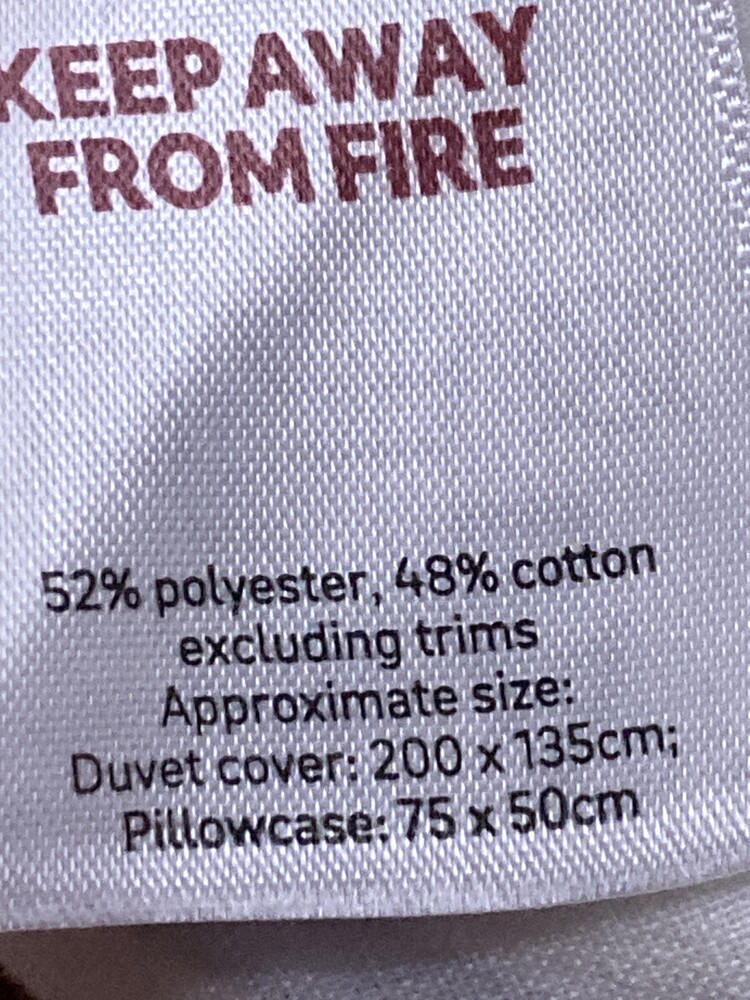 KEEP AWAY
FROM FIRE
52% polyester, 48% cotton
excluding trims
Approximate size:
Duvet cover: 200 x 135cm;
Pillowcase: 75 x 50cm